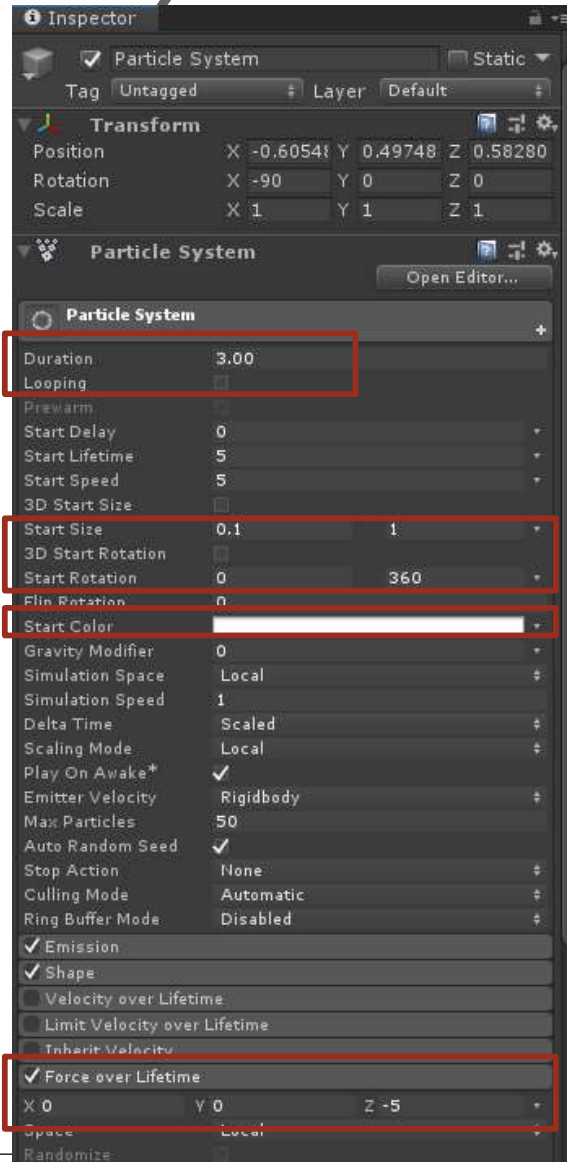 Inspector
Particle System Static
Tag Untagged Layer Default
Transform
Position X -0.6054 Y 0.49748 Z 0.58280
Rotation X -90 Y 0 Z 0
Scale X 1 Y 1 Z 1
Particle System
Open Editor...
Particle System
+
Duration 3.00
Looping
Prewarm
Start Delay 0
Start Lifetime 5
Start Speed 5
3D Start Size
Start Size 0.1 1
3D Start Rotation
Start Rotation 0 360
Flip Rotation 0
Start Color
Gravity Modifier 0
Simulation Space Local
Simulation Speed 1
Delta Time Scaled
Scaling Mode Local
Play On Awake*
Emitter Velocity Rigidbody
Max Particles 50
Auto Random Seed
Stop Action None
Culling Mode Automatic
Ring Buffer Mode Disabled
Emission
Shape
Velocity over Lifetime
Limit Velocity over Lifetime
Inherit Velocity
Force over Lifetime
X 0 Y 0 Z -5
Space Local
Randomize